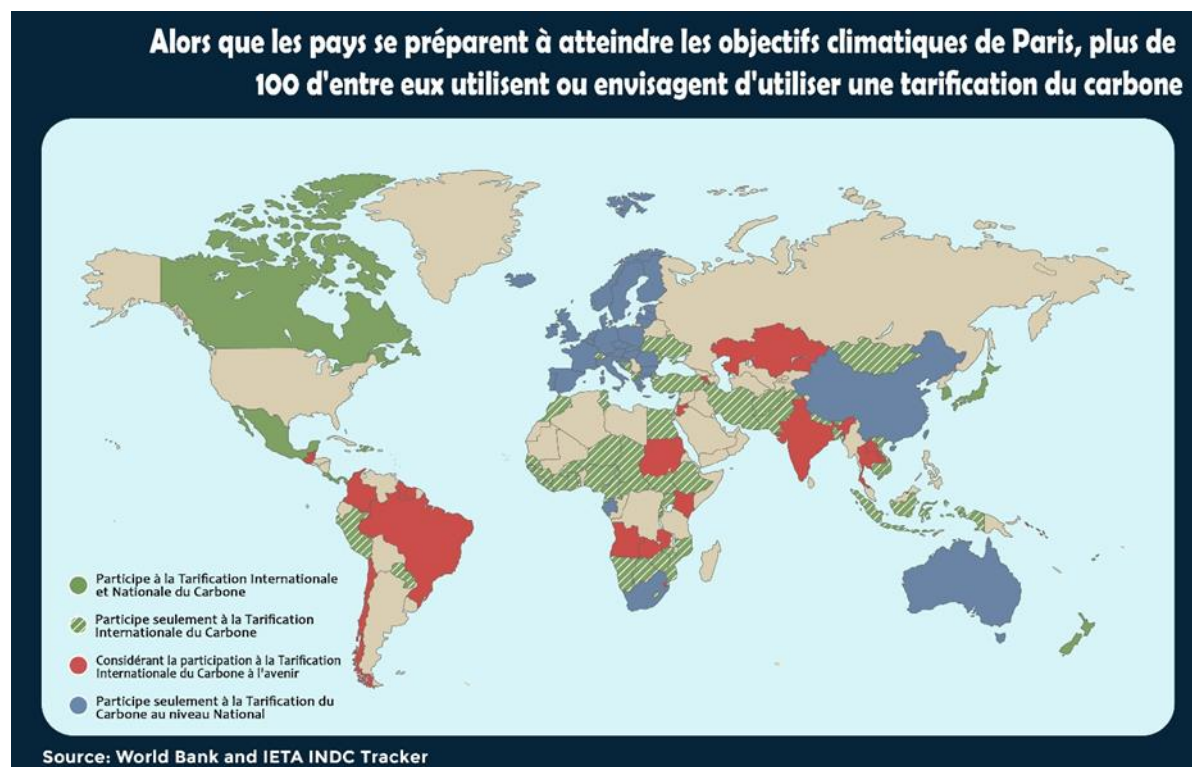 Alors que les pays se préparent à atteindre les objectifs climatiques de Paris, plus de
100 d'entre eux utilisent ou envisagent d'utiliser une tarification du carbone
Participe à la Tarification Internationale
et Nationale du Carbone
Participe seulement à la Tarification
Internationale du Carbone
Considérant la participation à la Tarification
Internationale du Carbone à l'avenir
Participe seulement à la Tarification du
Carbone au niveau National
Source: World Bank and IETA INDC Tracker